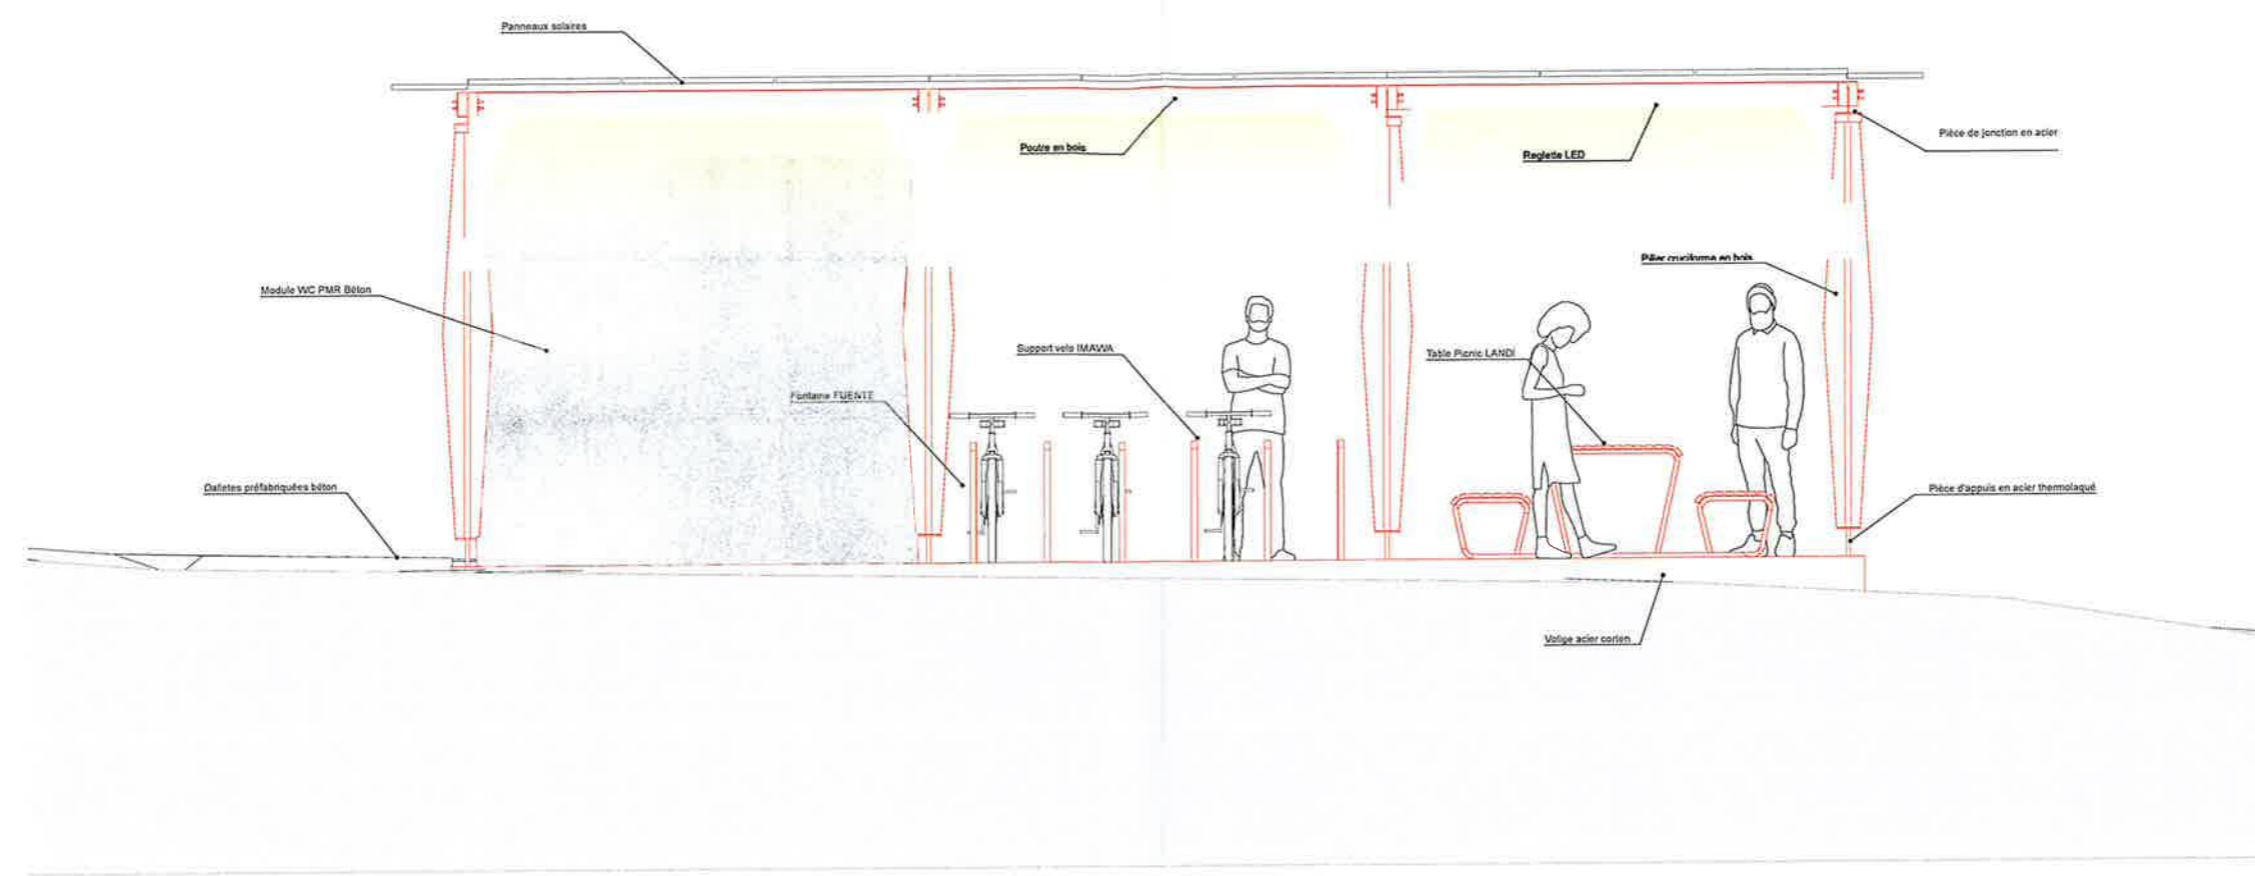 Panneaux solaires
Pièce de jonction en acier
Poutre en bois
Reglette LED
Pilier cruciforme en bois
Module WC PMR Béton
Support velo IMAWA
Table Picnic LANDI
Fontaine FUENTE
Dalletes préfabriquées béton
Pièce d'appuis en acier thermolaqué
Volige acier corten